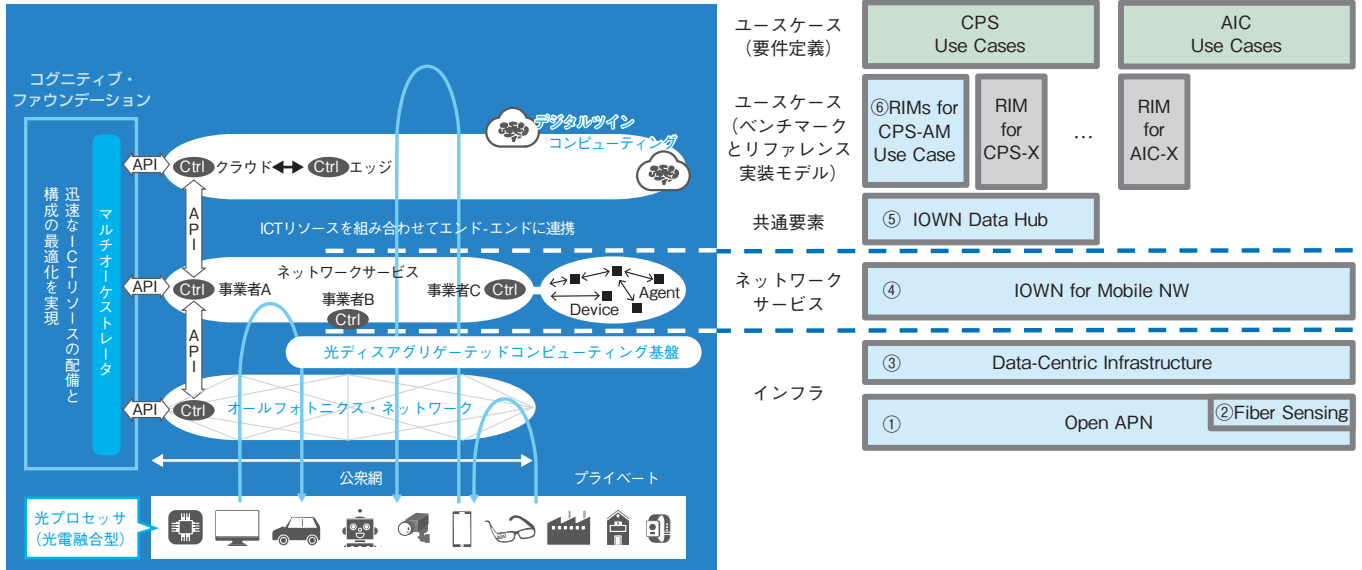 コグニティブ・
ファウンデーション
迅速なICTリソースの配備と
構成の最適化を実現
マルチオーケストレータ
API
API
API
Ctrl クラウド Ctrl エッジ
デジタルツイン
コンピューティング
API
ICTリソースを組み合わせてエンド-エンドに連携
ネットワークサービス
Ctrl 事業者A
事業者B
Ctrl
事業者C Ctrl
Agent
Device
API
光ディスアグリゲーテッドコンピューティング基盤
Ctrl オールフォトニクス・ネットワーク
公衆網
プライベート
光プロセッサ
(光電融合型)
ユースケース
(要件定義)
CPS
Use Cases
AIC
Use Cases
ユースケース
(ベンチマーク
とリファレンス
実装モデル)
⑥RIMs for
CPS-AM
Use Case
RIM
for
CPS-X
…
RIM
for
AIC-X
共通要素
⑤ IOWN Data Hub
ネットワーク
サービス
④ IOWN for Mobile NW
インフラ
③ Data-Centric Infrastructure
②Fiber Sensing
① Open APN